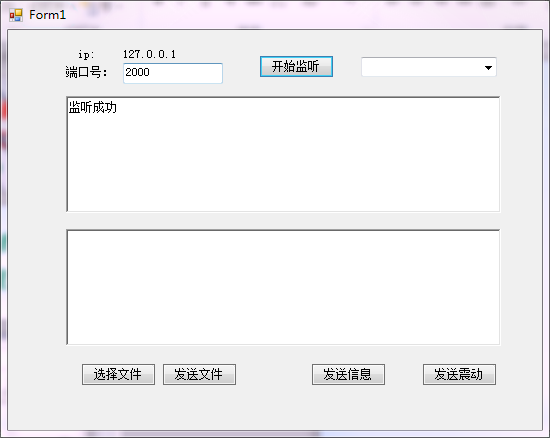 Form1
ip: 127.0.0.1
端口号: 2000 开始监听
监听成功
选择文件 发送文件 发送信息 发送震动